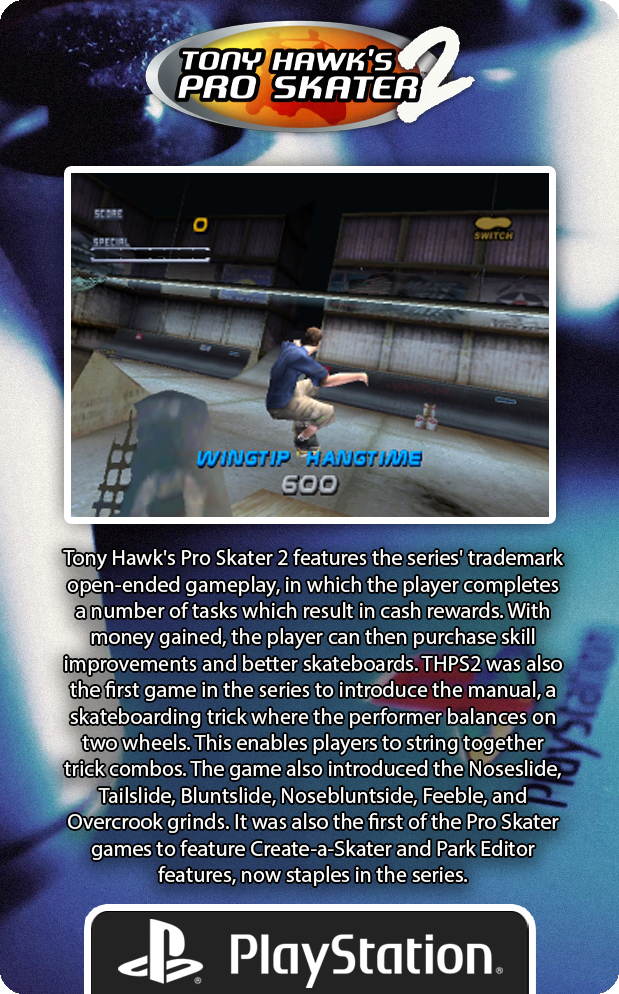 TONY HAWK'S
PRO SKATER 2
SCORE
0
SWITCH
SPECIAL
WINGTIP HANGTIME
600
Tony Hawk's Pro Skater 2 features the series' trademark
open-ended gameplay, in which the player completes
a number of tasks which result in cash rewards. With
money gained, the player can then purchase skill
improvements and better skateboards. THPS2 was also
the first game in the series to introduce the manual, a
skateboarding trick where the performer balances on
two wheels. This enables players to string together
trick combos. The game also introduced the Noseslide,
Tailslide, Bluntslide, Nosebluntside, Feeble, and
Overcrook grinds. It was also the first of the Pro Skater
games to feature Create-a-Skater and Park Editor
features, now staples in the series.
PlayStation
PlayStation®